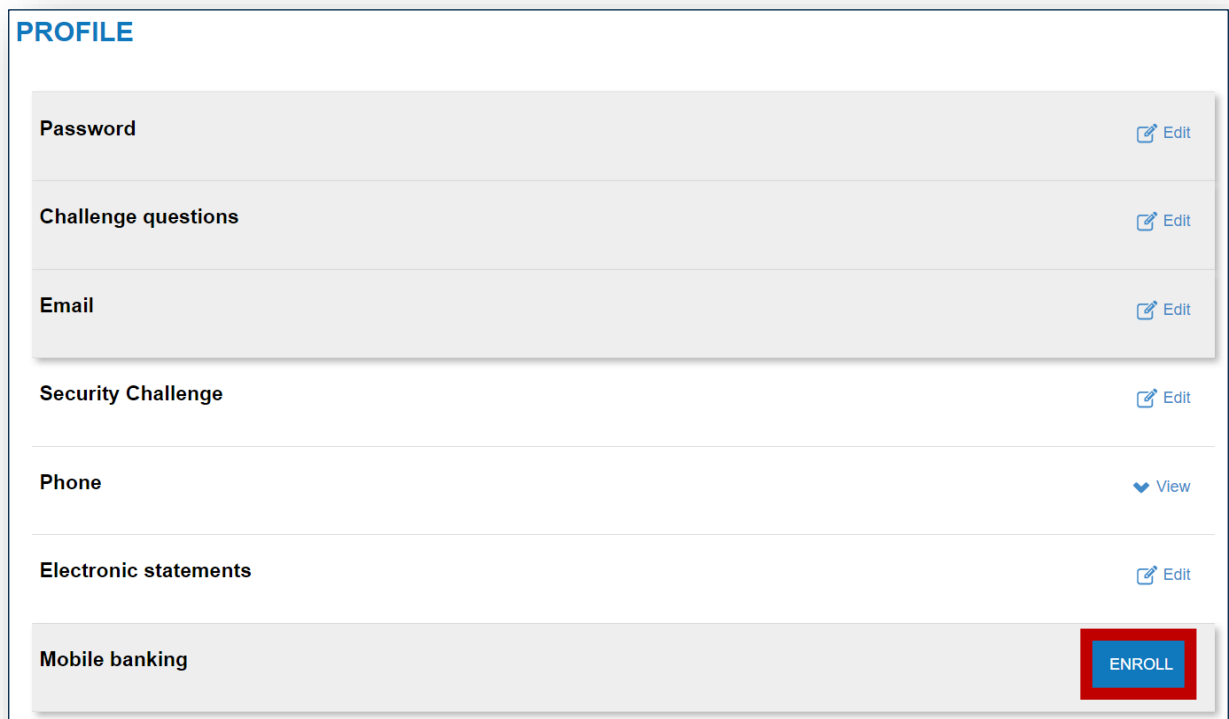 PROFILE
Password Edit
Challenge questions Edit
Email Edit
Security Challenge Edit
Phone View
Electronic statements Edit
Mobile banking ENROLL